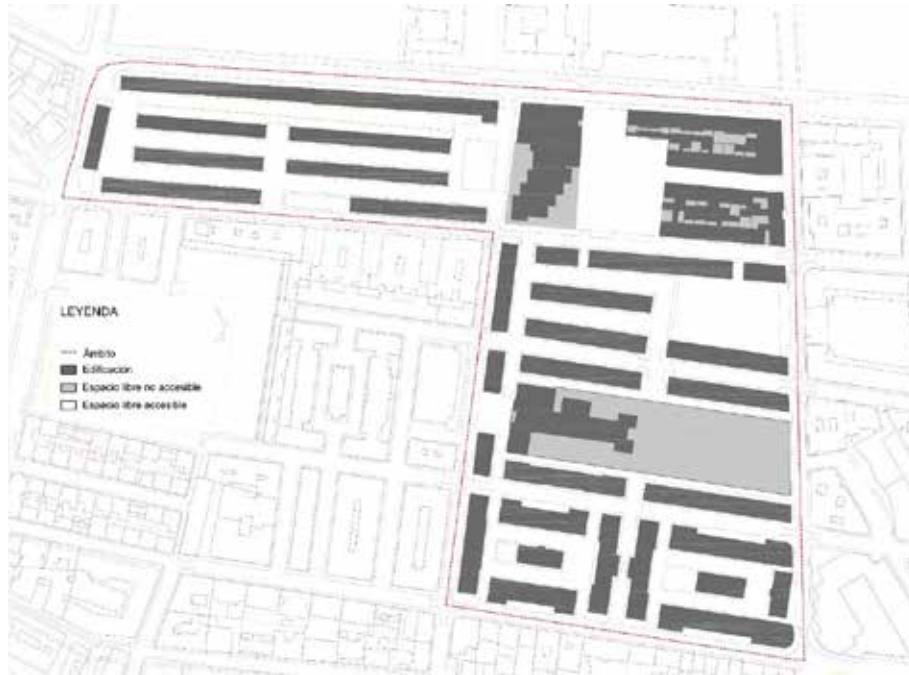 LEYENDA
Ámbito
Edificación
Espacio libre no accesible
Espacio libre accesible